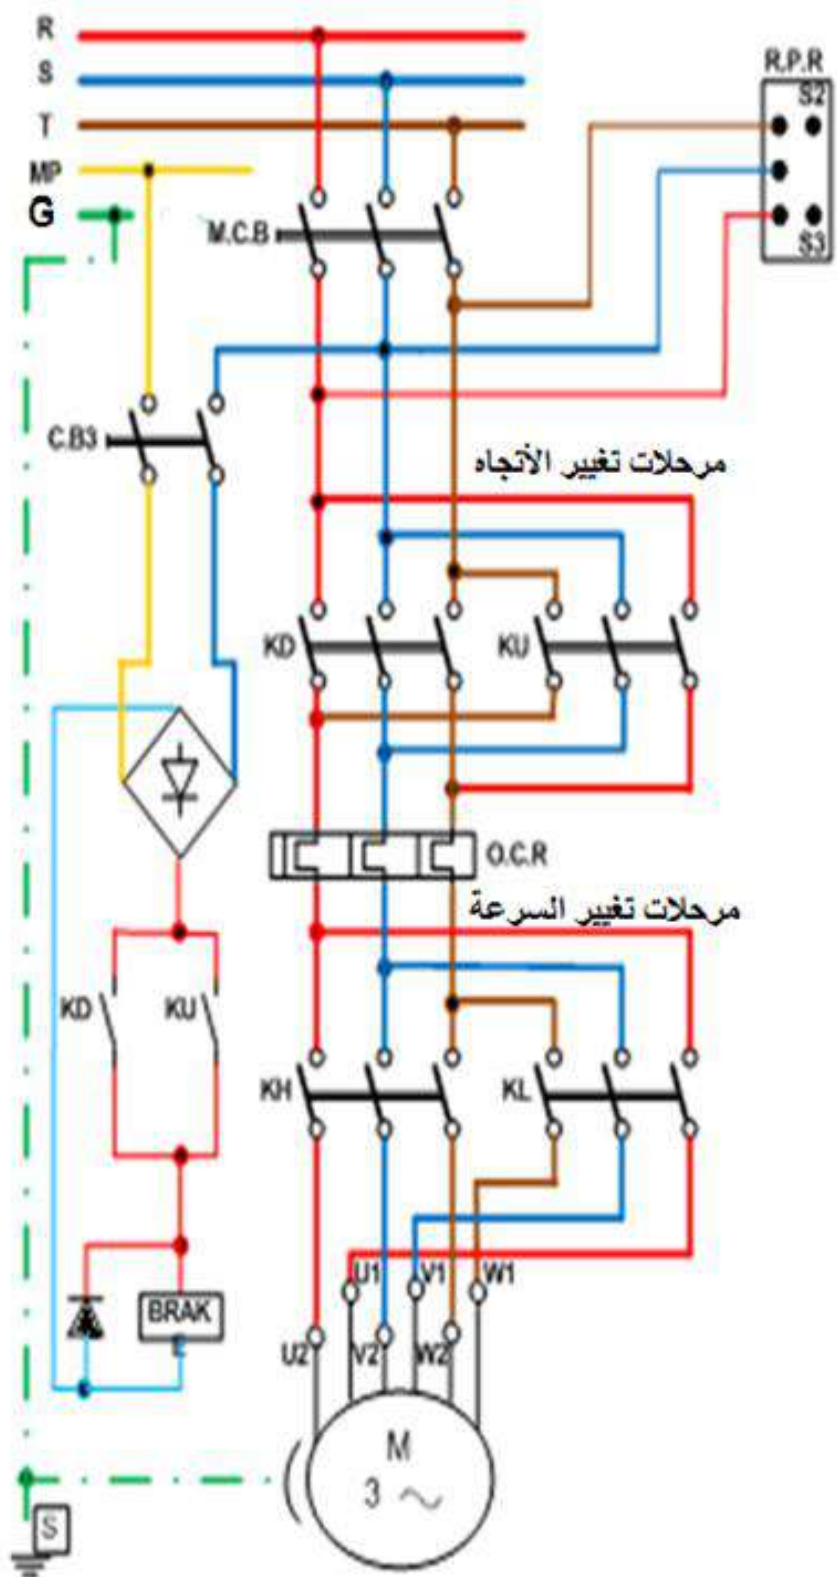 R
R.P.R
S
S2
T
MP
G
M.C.B
S3
C.B3
مرحلات تغيير الأتجاه
KD
KU
O.C.R
مرحلات تغيير السرعة
KD
KU
KH
KL
U1
V1
W1
BRAK
E
U2
V2
W2
M
3 ~
S